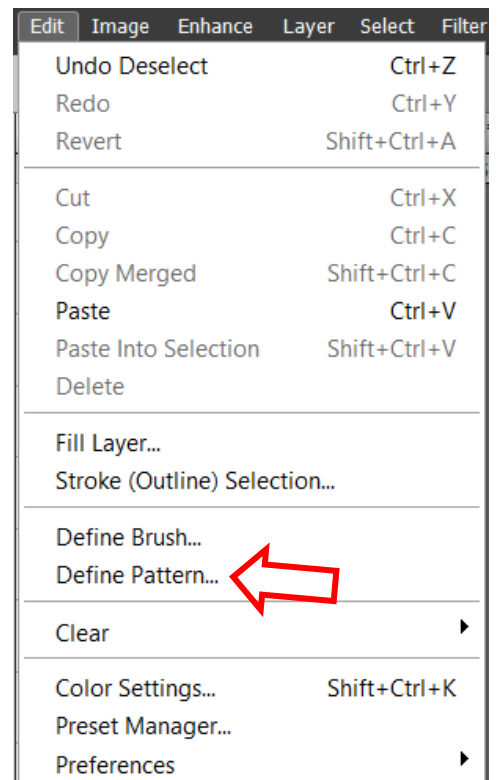 Edit Image Enhance Layer Select Filter
Undo Deselect Ctrl+Z
Redo Ctrl+Y
Revert Shift+Ctrl+A
Cut Ctrl+X
Copy Ctrl+C
Copy Merged Shift+Ctrl+C
Paste Ctrl+V
Paste Into Selection Shift+Ctrl+V
Delete
Fill Layer...
Stroke (Outline) Selection...
Define Brush...
Define Pattern...
Clear
Color Settings... Shift+Ctrl+K
Preset Manager...
Preferences